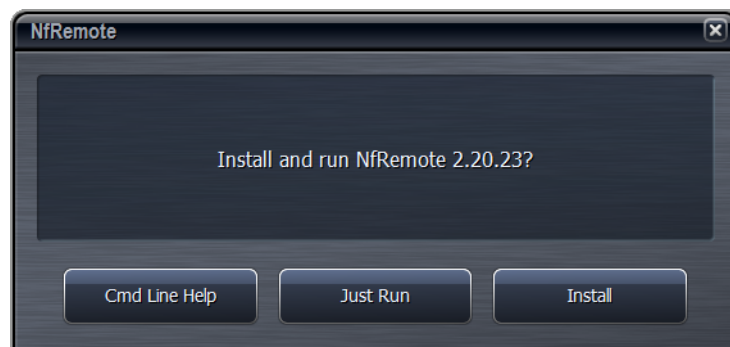 NfRemote
Install and run NfRemote 2.20.23?
Cmd Line Help
Just Run
Install